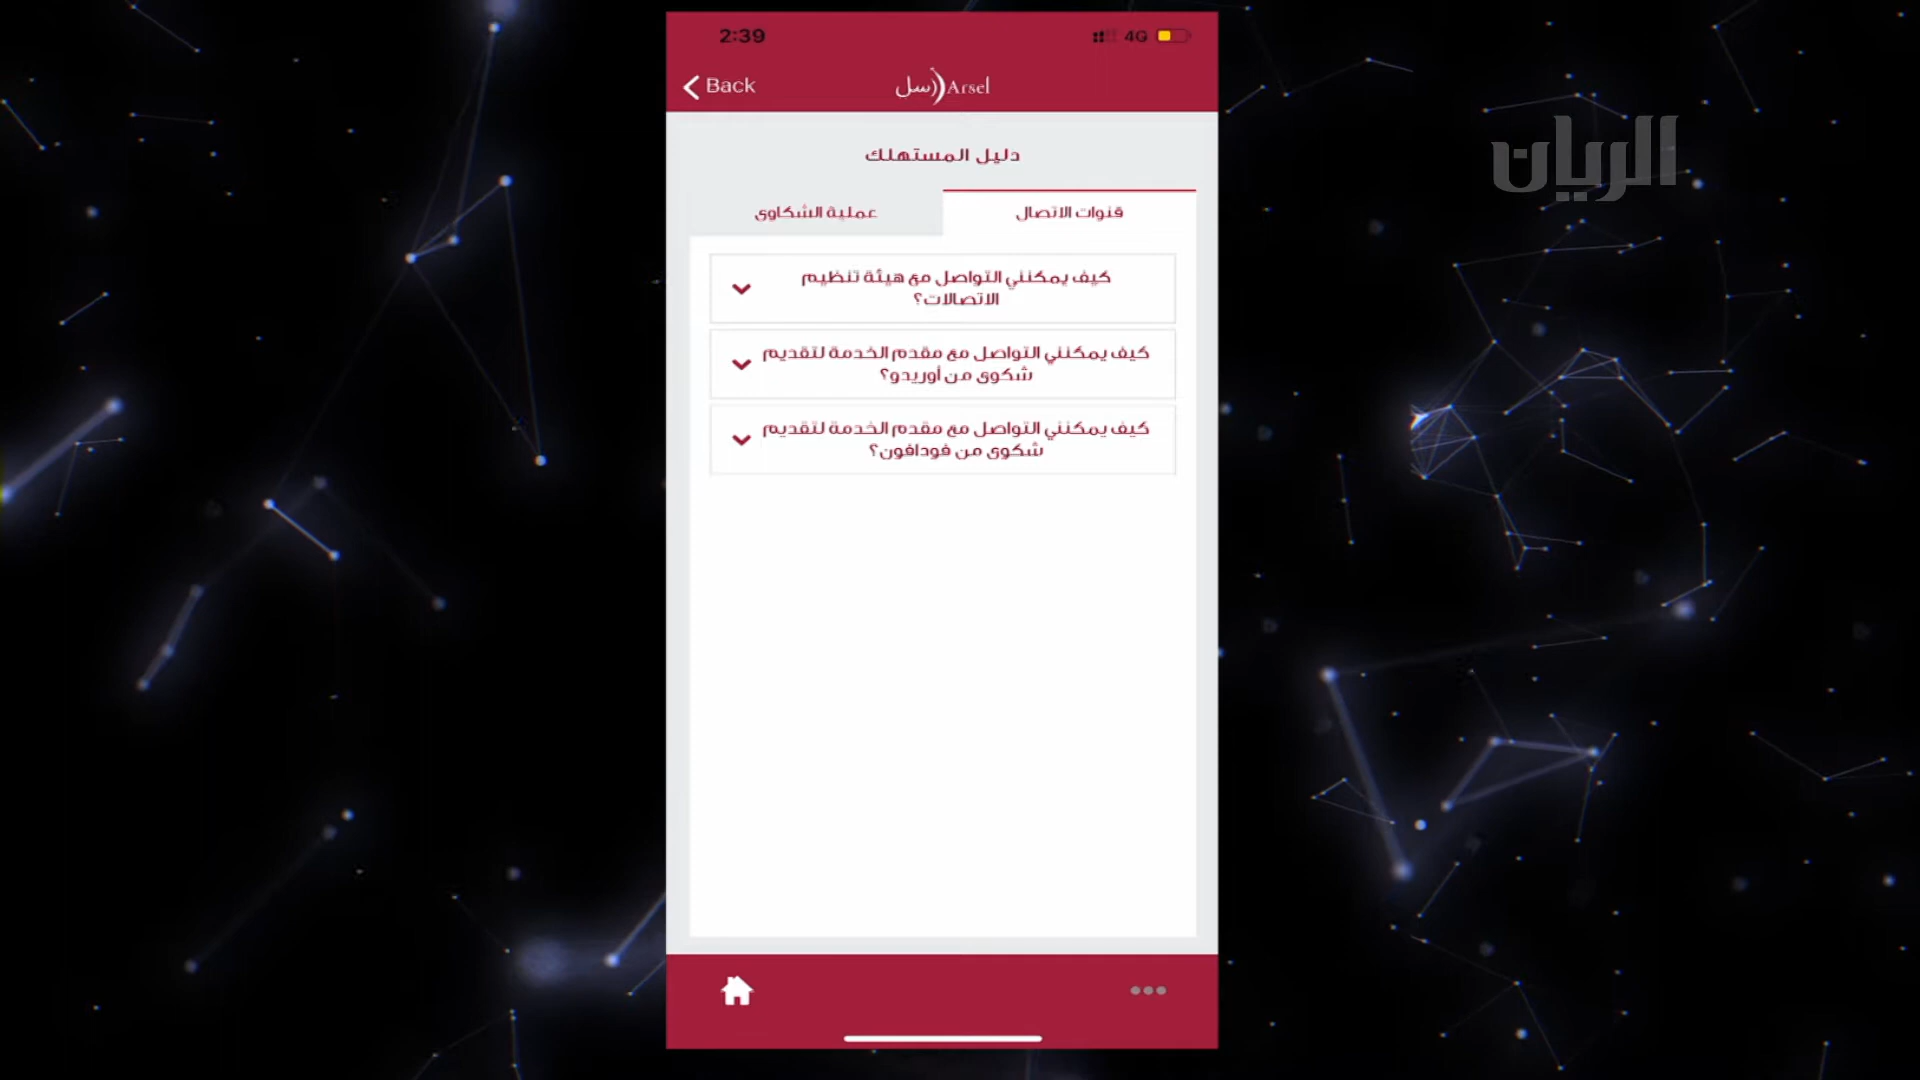 2:39
4G
Back
أرسل Arsel
الريان
دليل المستهلك
قنوات الاتصال
عملية الشكاوى
كيف يمكنني التواصل مع هيئة تنظيم
الاتصالات؟
كيف يمكنني التواصل مع مقدم الخدمة لتقديم
شكوى من أوريدو؟
كيف يمكنني التواصل مع مقدم الخدمة لتقديم
شكوى من فودافون؟